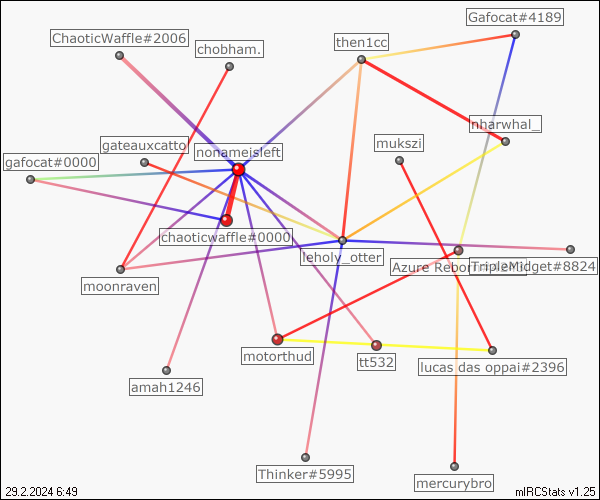 Gafocat#4189
ChaoticWaffle#2006
then1cc
chobham.
nharwhal_
mukszi
gateauxcatto
nonameisleft
gafocat#0000
chaoticwaffle#0000
leholy_otter
Azure Reborn
TripleMidget#8824
moonraven
motorthud
tt532
lucas das oppai#2396
amah1246
Thinker#5995
mercurybro
29.2.2024 6:49
mIRCStats v1.25